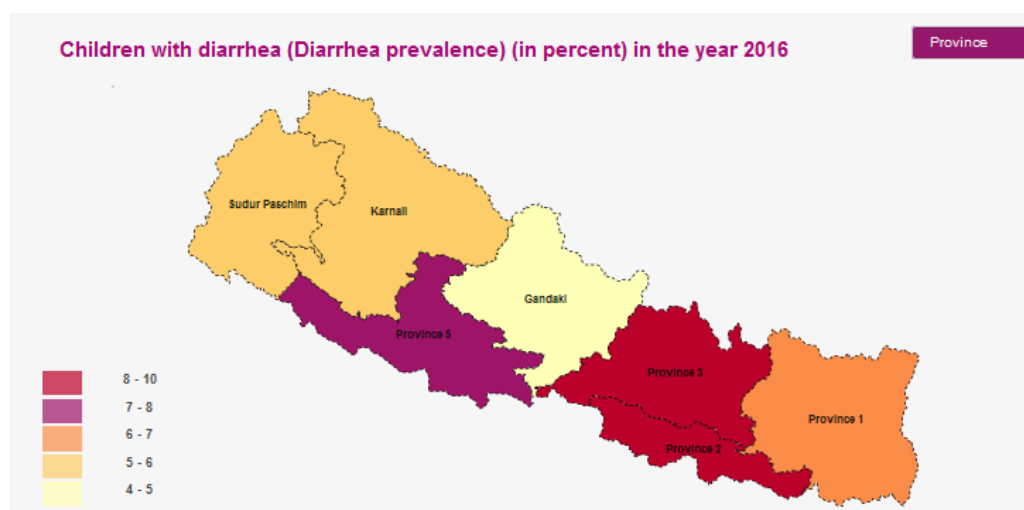 Children with diarrhea (Diarrhea prevalence) (in percent) in the year 2016
Province
Sudur Paschim
Karnali
Gandaki
Province 5
Province 3
Province 1
Province 2
8 - 10
7 - 8
6 - 7
5 - 6
4 - 5